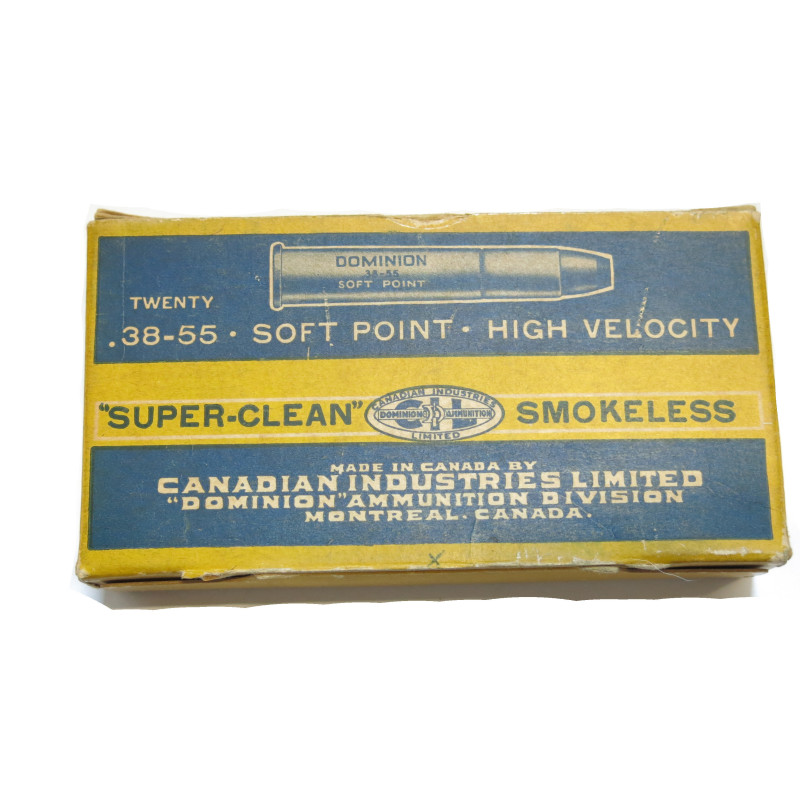 DOMINION
38-55
SOFT POINT
TWENTY
.38-55 · SOFT POINT · HIGH VELOCITY
"SUPER-CLEAN" CANADIAN INDUSTRIES SMOKELESS
CIL
DOMINION AMMUNITION
LIMITED
MADE IN CANADA BY
CANADIAN INDUSTRIES LIMITED
"DOMINION" AMMUNITION DIVISION
MONTREAL. CANADA.
x